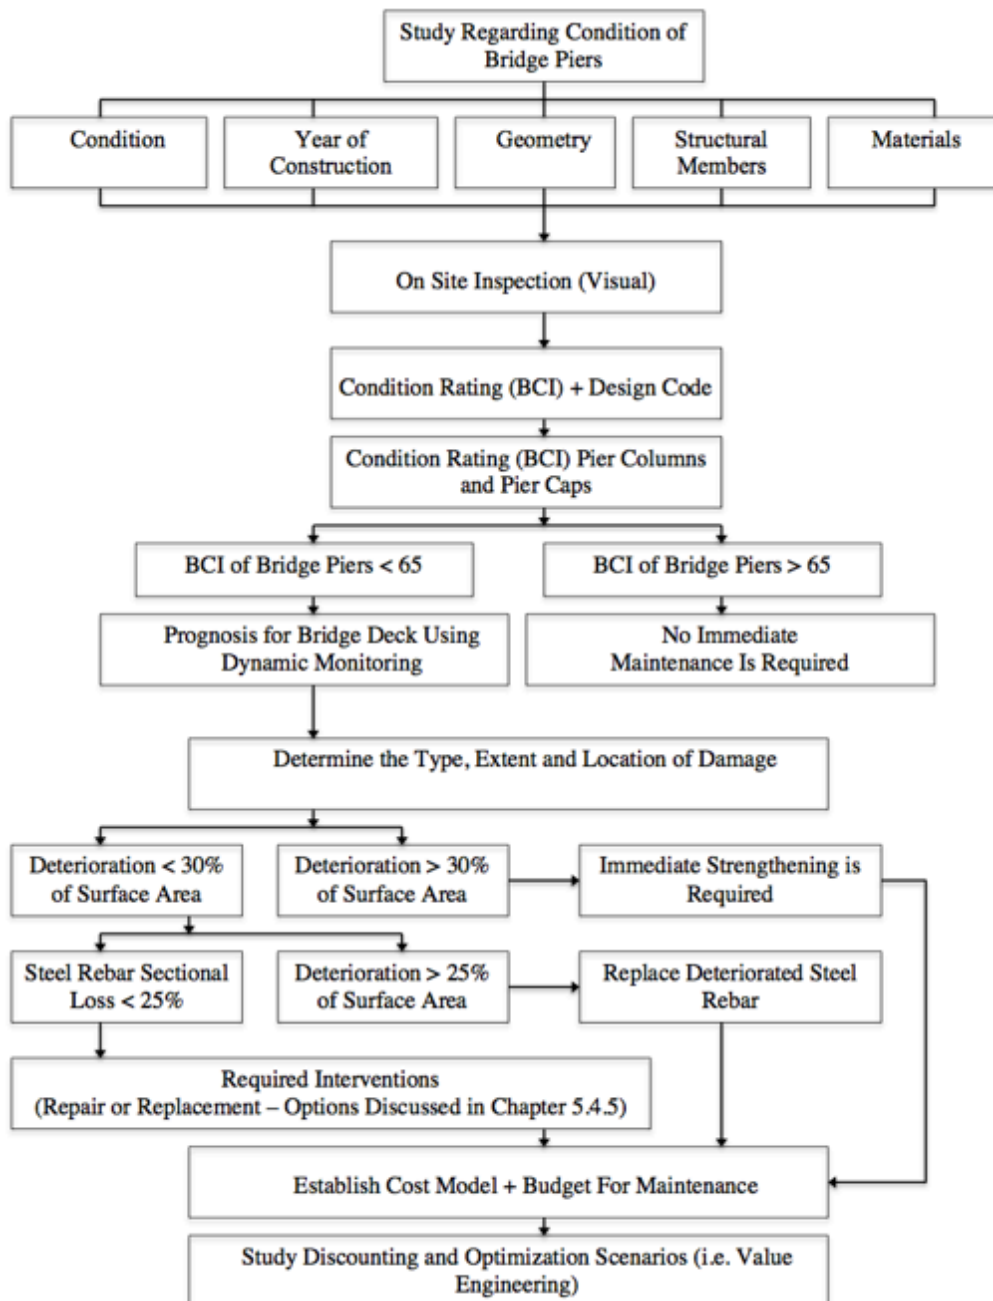 Study Regarding Condition of
Bridge Piers
Condition
Year of
Construction
Geometry
Structural
Members
Materials
On Site Inspection (Visual)
Condition Rating (BCI) + Design Code
Condition Rating (BCI) Pier Columns
and Pier Caps
BCI of Bridge Piers < 65
BCI of Bridge Piers > 65
Prognosis for Bridge Deck Using
Dynamic Monitoring
No Immediate
Maintenance Is Required
Determine the Type, Extent and Location of Damage
Deterioration < 30%
of Surface Area
Deterioration > 30%
of Surface Area
Immediate Strengthening is
Required
Steel Rebar Sectional
Loss < 25%
Deterioration > 25%
of Surface Area
Replace Deteriorated Steel
Rebar
Required Interventions
(Repair or Replacement – Options Discussed in Chapter 5.4.5)
Establish Cost Model + Budget For Maintenance
Study Discounting and Optimization Scenarios (i.e. Value
Engineering)